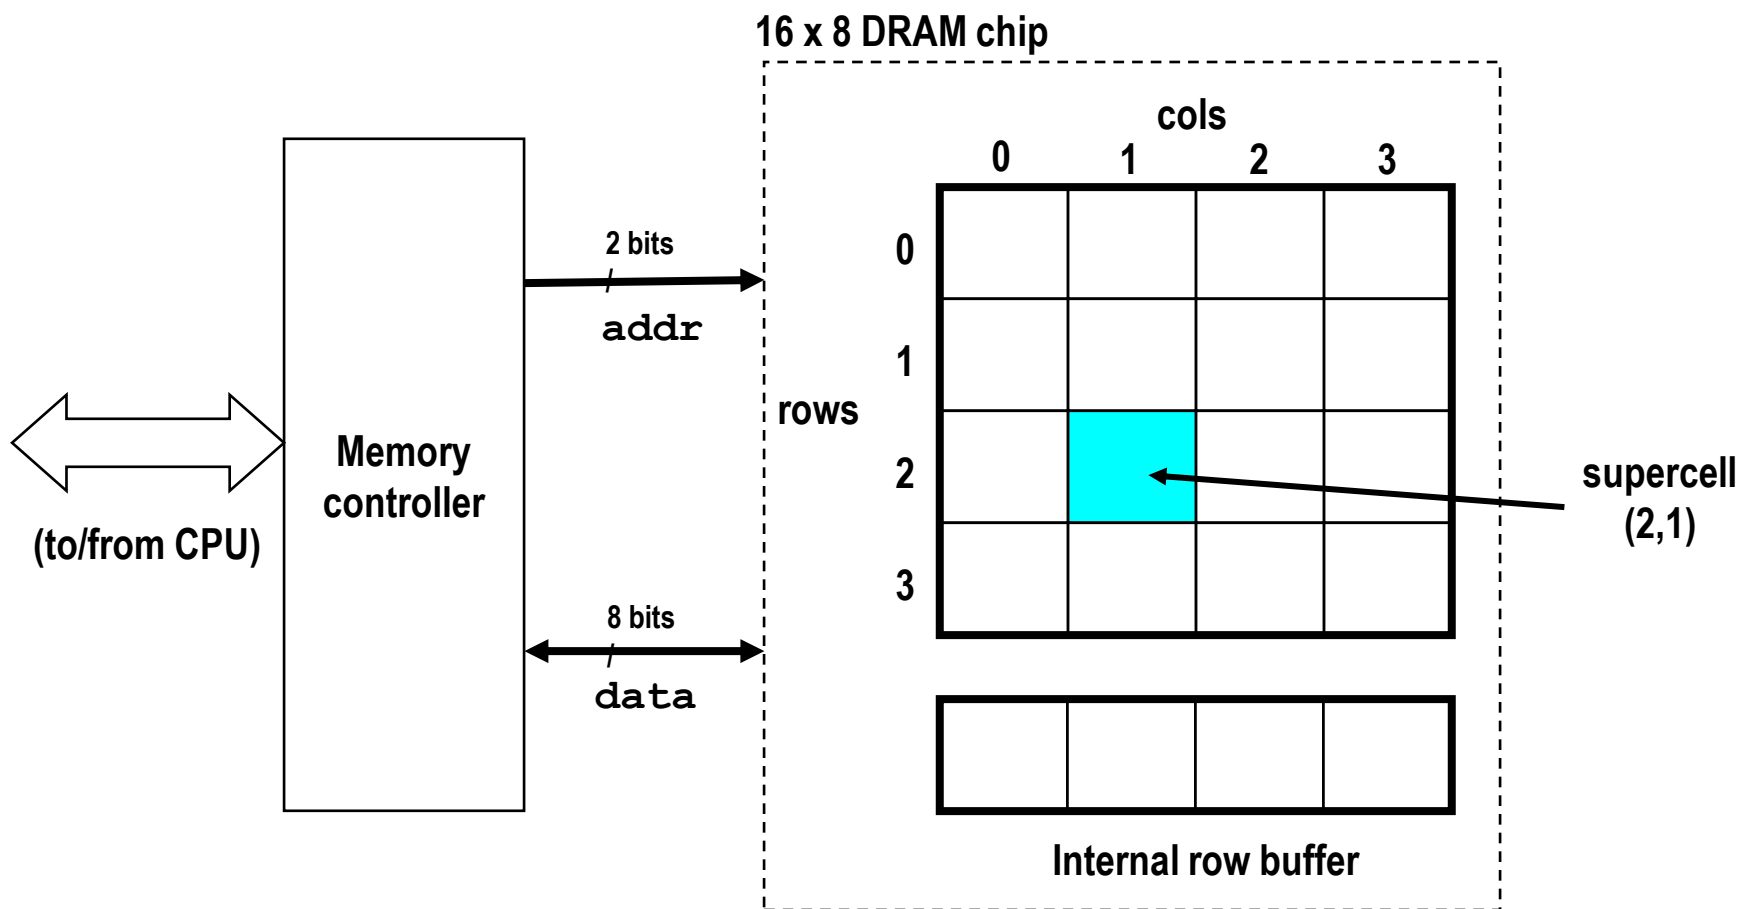 16 x 8 DRAM chip
cols
0 1 2 3
2 bits
addr
0
1
rows
2
3
Memory
controller
(to/from CPU)
supercell
(2,1)
8 bits
data
Internal row buffer